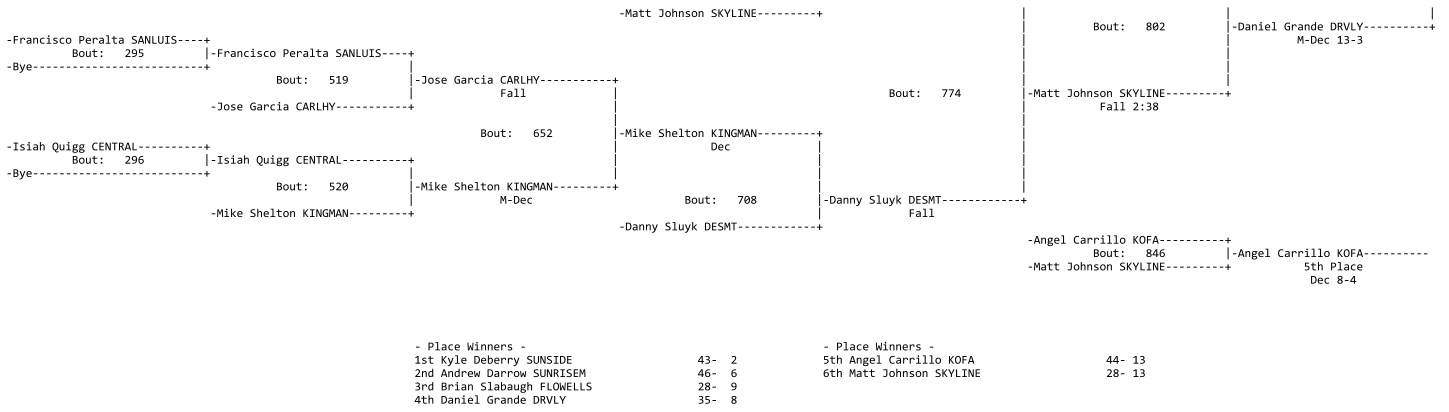 -Matt Johnson SKYLINE---------+ | | |
Bout: 802 |-Daniel Grande DRVLY----------+
-Francisco Peralta SANLUIS----+ | | M-Dec 13-3
Bout: 295 |-Francisco Peralta SANLUIS----+
-Bye--------------------------+ |
Bout: 519 |-Jose Garcia CARLHY-----------+
| Fall | Bout: 774 |-Matt Johnson SKYLINE---------+
-Jose Garcia CARLHY-----------+ | | Fall 2:38
Bout: 652 |-Mike Shelton KINGMAN---------+
-Isiah Quigg CENTRAL----------+ | Dec |
Bout: 296 |-Isiah Quigg CENTRAL----------+
-Bye--------------------------+ |
Bout: 520 |-Mike Shelton KINGMAN---------+
| M-Dec Bout: 708 |-Danny Sluyk DESMT------------+
-Mike Shelton KINGMAN---------+ | Fall
-Danny Sluyk DESMT------------+
-Angel Carrillo KOFA----------+
Bout: 846 |-Angel Carrillo KOFA----------
-Matt Johnson SKYLINE---------+ 5th Place
Dec 8-4
- Place Winners - - Place Winners -
1st Kyle Deberry SUNSIDE 43- 2 5th Angel Carrillo KOFA 44- 13
2nd Andrew Darrow SUNRISEM 46- 6 6th Matt Johnson SKYLINE 28- 13
3rd Brian Slabaugh FLOWELLS 28- 9
4th Daniel Grande DRVLY 35- 8